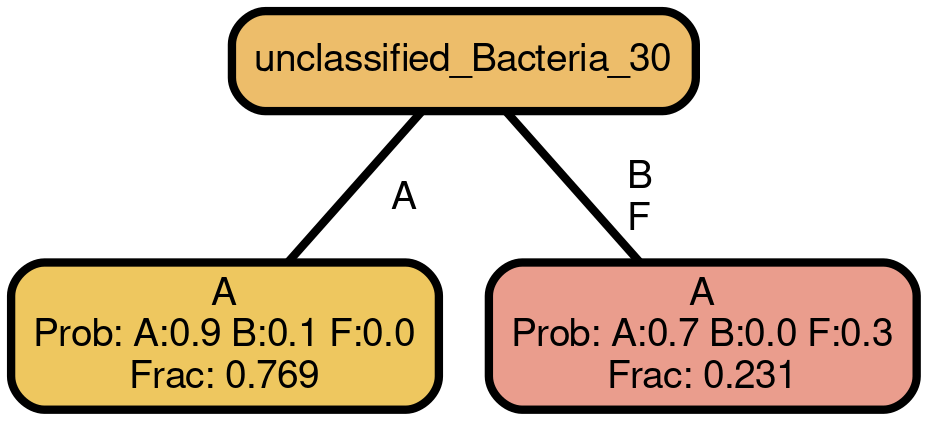 unclassified_Bacteria_30
A
B
F
A
Prob: A:0.9 B:0.1 F:0.0
Frac: 0.769
A
Prob: A:0.7 B:0.0 F:0.3
Frac: 0.231